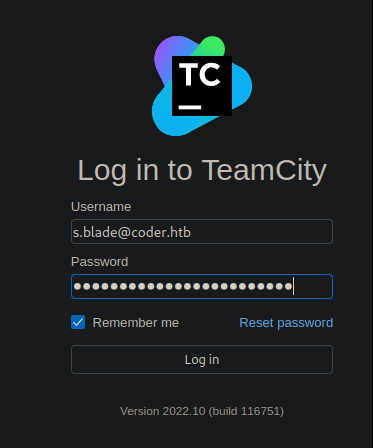 TC
Log in to TeamCity
Username
s.blade@coder.htb
Password
Remember me
Reset password
Log in
Version 2022.10 (build 116751)